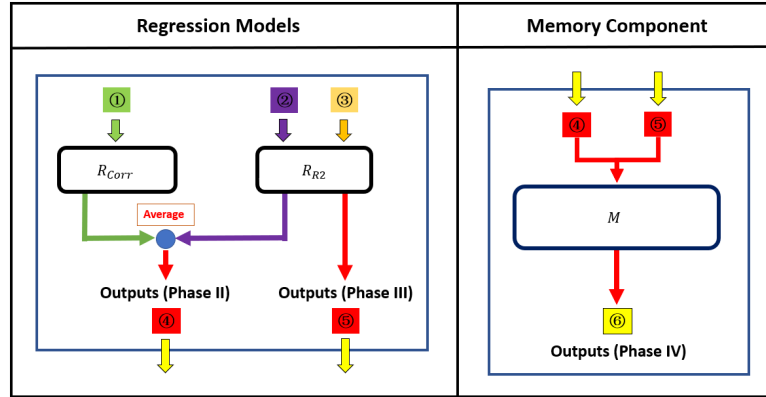 Regression Models
Memory Component
①
②
③
④
⑤
R_Corr
R_R2
M
Average
Outputs (Phase II)
Outputs (Phase III)
④
⑤
⑥
Outputs (Phase IV)